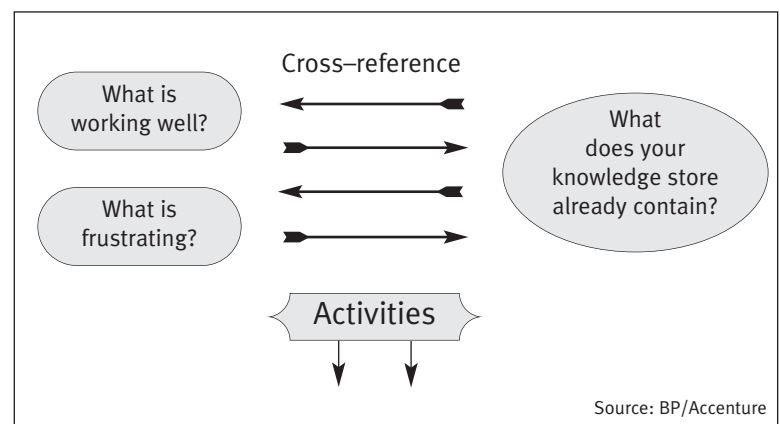 Cross–reference
What is
working well?
What is
frustrating?
What
does your
knowledge store
already contain?
Activities
Source: BP/Accenture